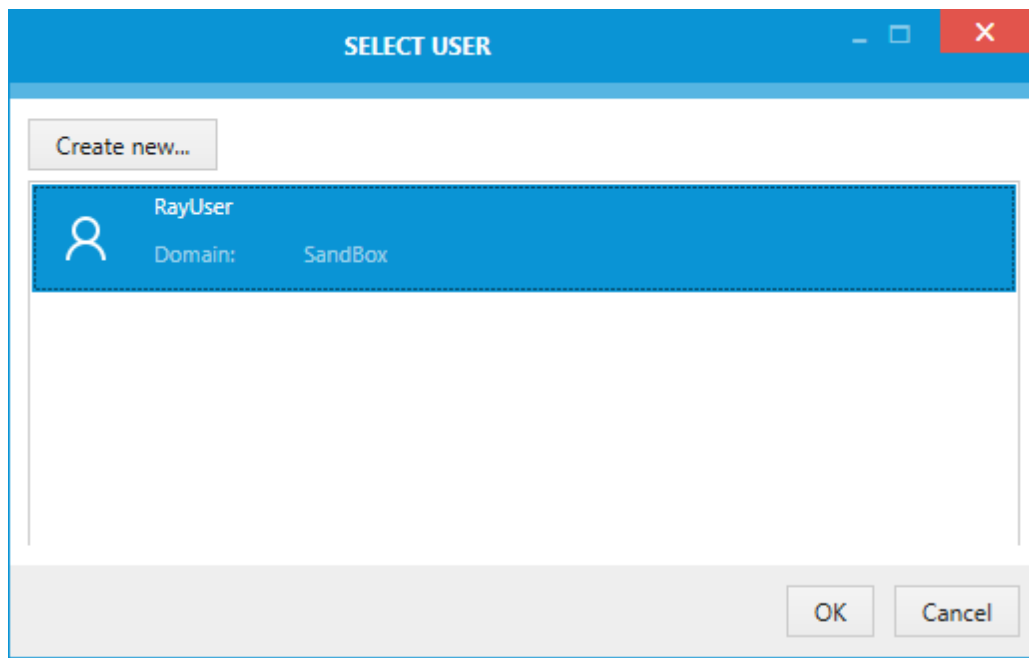 SELECT USER
Create new...
RayUser
Domain: SandBox
OK Cancel